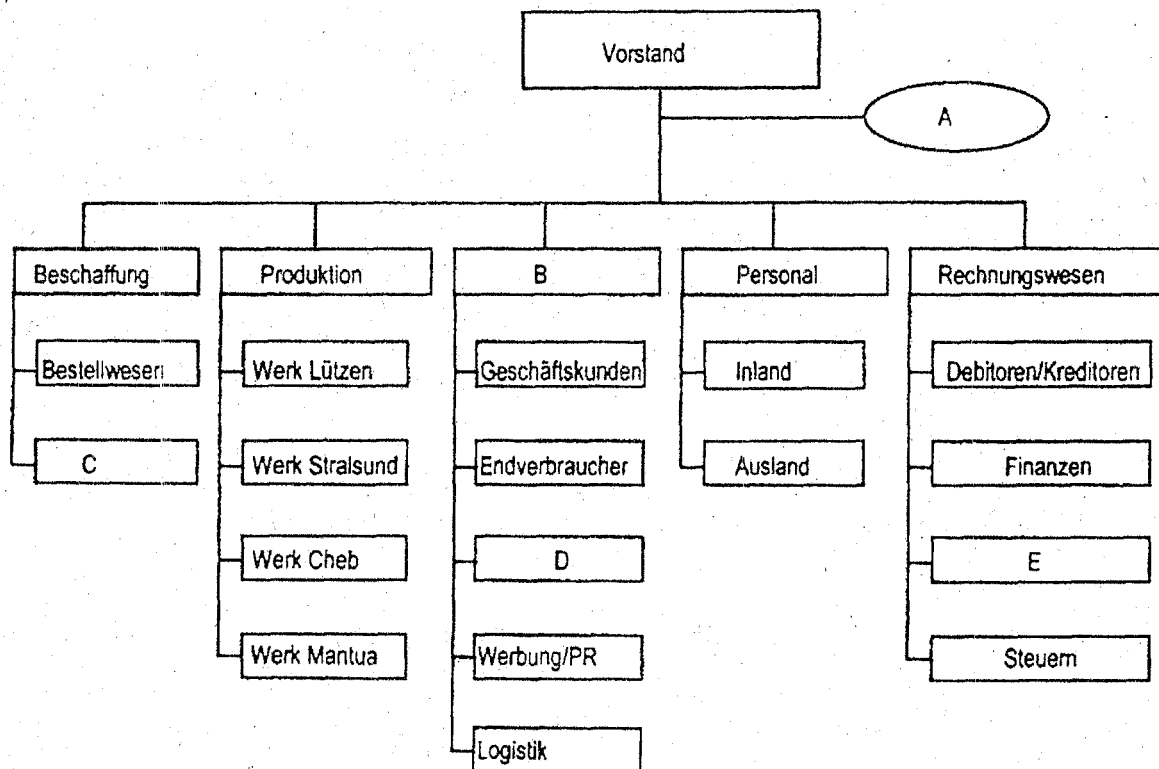 Vorstand
A
Beschaffung
Produktion
B
Personal
Rechnungswesen
Bestellwesen
Werk Lützen
Geschäftskunden
Inland
Debitoren/Kreditoren
C
Werk Stralsund
Endverbraucher
Ausland
Finanzen
Werk Cheb
D
E
Werk Mantua
Werbung/PR
Steuern
Logistik